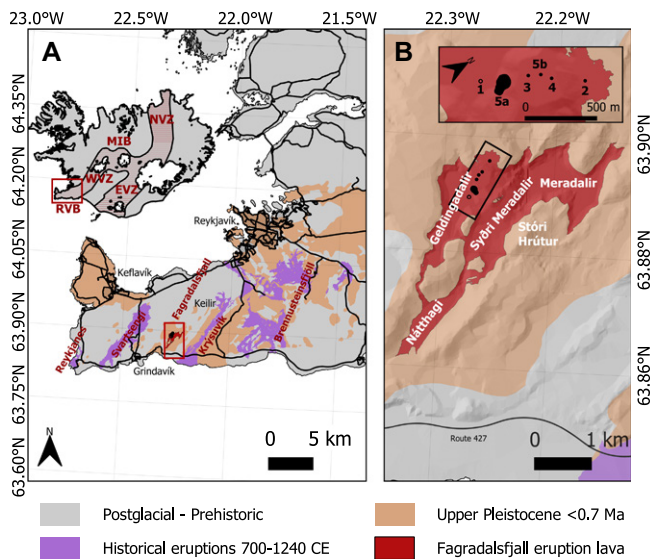 23.0°W 22.5°W 22.0°W 21.5°W
22.3°W 22.2°W
A
64.35°N
64.20°N
64.05°N
63.90°N
63.75°N
63.60°N
NVZ
MIB
WVZ
EVZ
RVB
Reykjavík
Keflavík
Keilir
Grindavík
Reykjanes
Svartsengi
Fagradalsfjall
Krýsuvík
Brennusteinsfjöll
N
0 5 km
B
5b
1 3 4 2
5a
0 500 m
63.90°N
63.88°N
63.86°N
Geldingadalir
Syðri Meradalir
Meradalir
Stóri
Hrútur
Nátthagi
Route 427
0 1 km
Postglacial - Prehistoric
Upper Pleistocene <0.7 Ma
Historical eruptions 700-1240 CE
Fagradalsfjall eruption lava